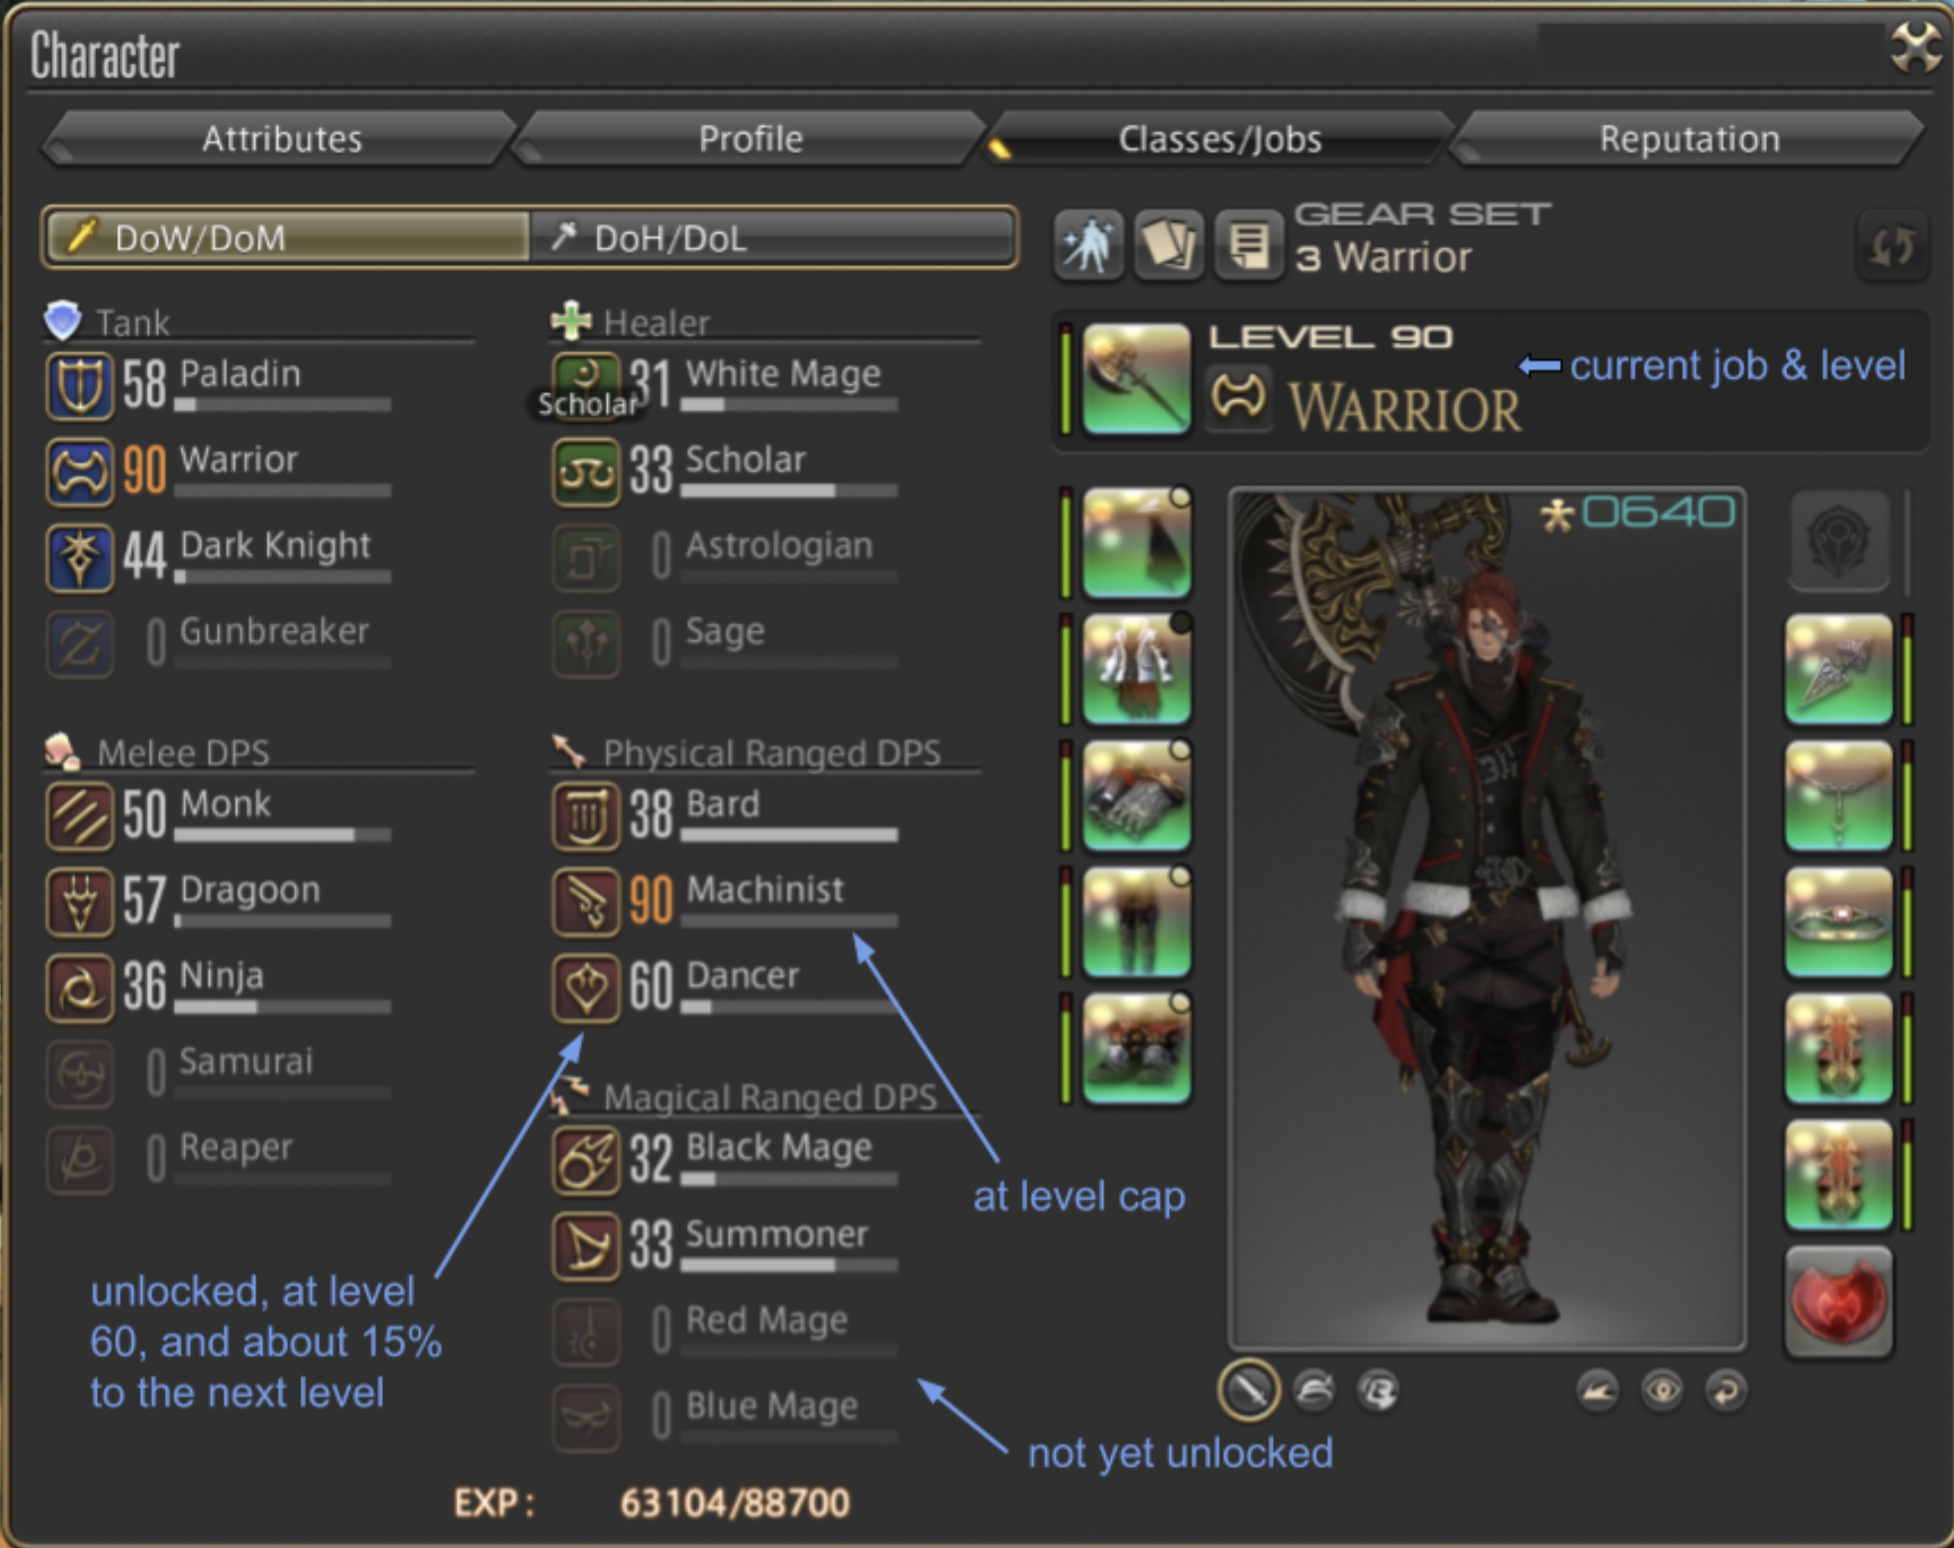 Character
Attributes
Profile
Classes/Jobs
Reputation
DoW/DoM
DoH/DoL
GEAR SET
3 Warrior
LEVEL 90
WARRIOR
current job & level
Tank
58 Paladin
90 Warrior
44 Dark Knight
0 Gunbreaker
Healer
31 White Mage
Scholar
33 Scholar
0 Astrologian
0 Sage
0640
Melee DPS
50 Monk
57 Dragoon
36 Ninja
0 Samurai
0 Reaper
Physical Ranged DPS
38 Bard
90 Machinist
60 Dancer
at level cap
Magical Ranged DPS
32 Black Mage
33 Summoner
0 Red Mage
0 Blue Mage
unlocked, at level
60, and about 15%
to the next level
not yet unlocked
EXP: 63104/88700